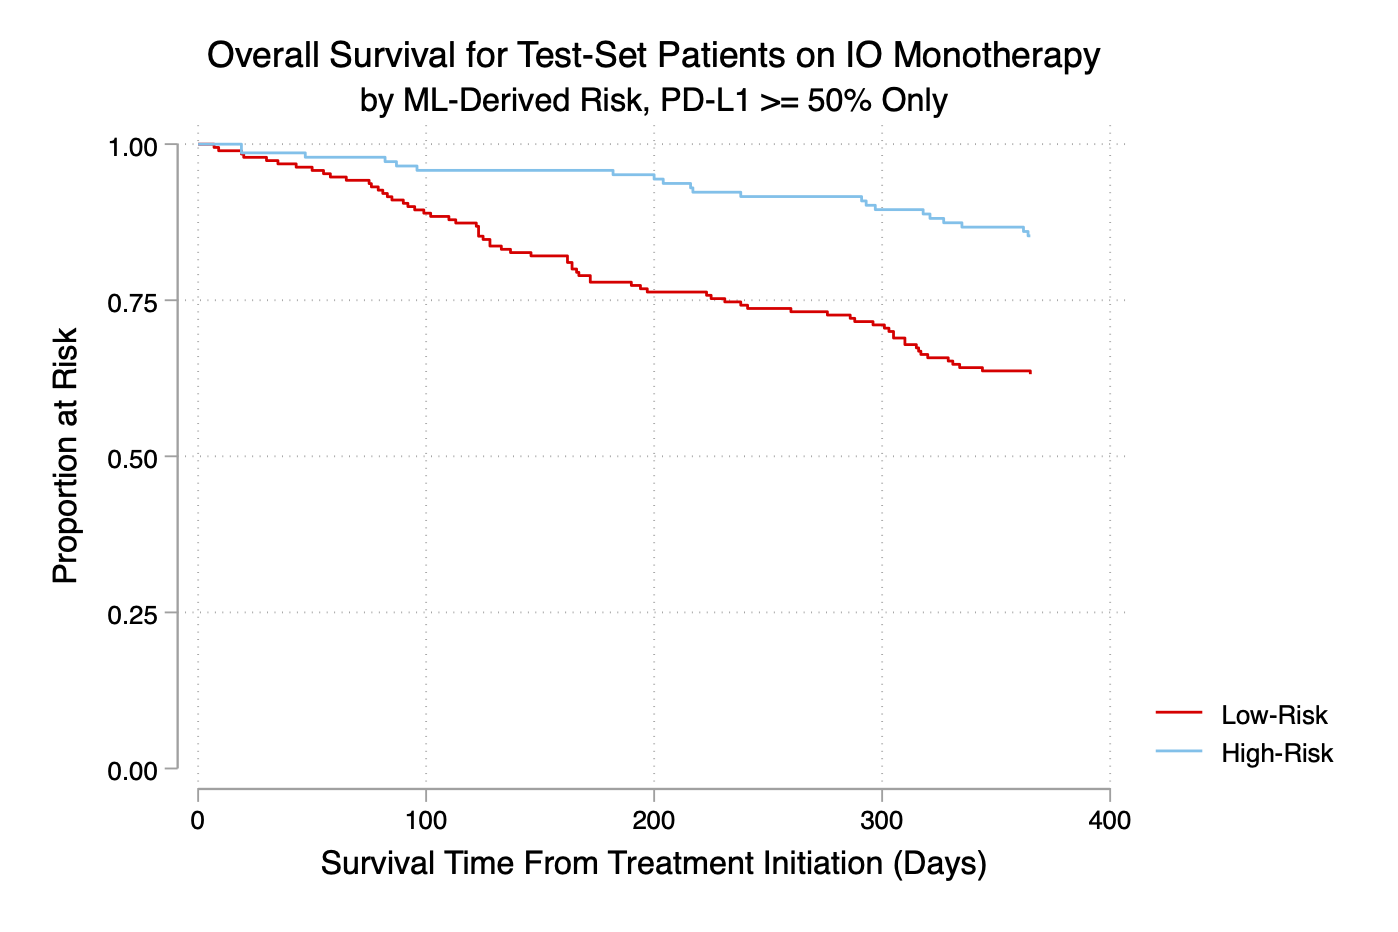 Overall Survival for Test-Set Patients on IO Monotherapy
by ML-Derived Risk, PD-L1 >= 50% Only
1.00
0.75
0.50
0.25
0.00
Proportion at Risk
0 100 200 300 400
Survival Time From Treatment Initiation (Days)
Low-Risk
High-Risk